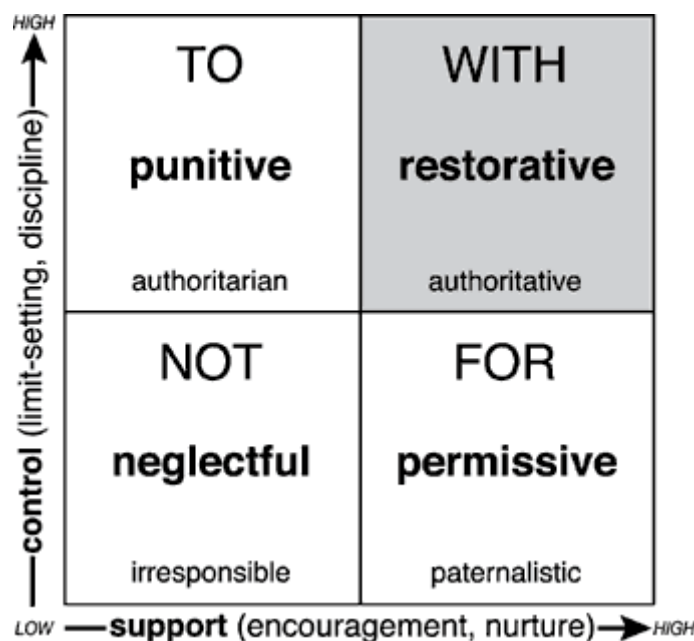 HIGH
TO
WITH
punitive
restorative
authoritarian
authoritative
NOT
FOR
neglectful
permissive
irresponsible
paternalistic
control (limit-setting, discipline)
LOW
support (encouragement, nurture)
HIGH